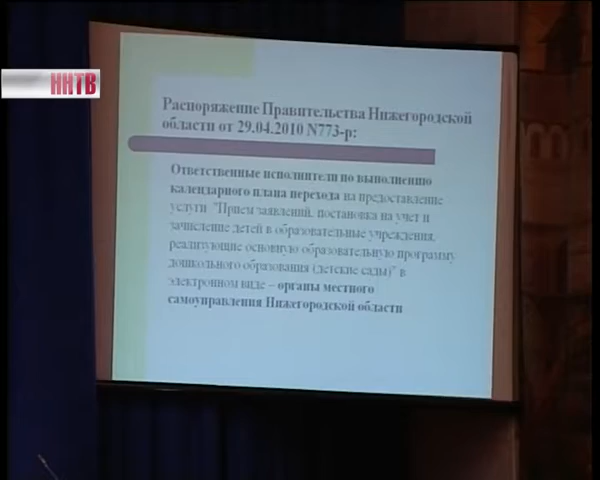 ННТВ
Распоряжение Правительства Нижегородской
области от 29.04.2010 N773-р:
Ответственные исполнители по выполнению
календарного плана перехода на предоставление
услуги "Прием заявлений, постановка на учет и
зачисление детей в образовательные учреждения,
реализующие основную образовательную программу
дошкольного образования (детские сады)" в
электронном виде – органы местного
самоуправления Нижегородской области